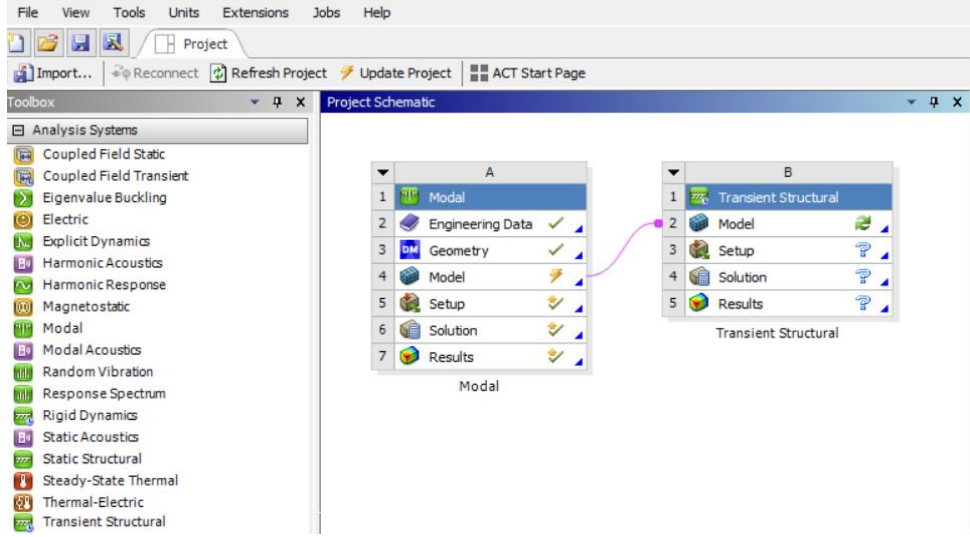 File View Tools Units Extensions Jobs Help
Project
Import... Reconnect Refresh Project Update Project ACT Start Page
Toolbox
Analysis Systems
Coupled Field Static
Coupled Field Transient
Eigenvalue Buckling
Electric
Explicit Dynamics
Harmonic Acoustics
Harmonic Response
Magnetostatic
Modal
Modal Acoustics
Random Vibration
Response Spectrum
Rigid Dynamics
Static Acoustics
Static Structural
Steady-State Thermal
Thermal-Electric
Transient Structural
Project Schematic
A
1 Modal
2 Engineering Data
3 DM Geometry
4 Model
5 Setup
6 Solution
7 Results
Modal
B
1 Transient Structural
2 Model
3 Setup
4 Solution
5 Results
Transient Structural